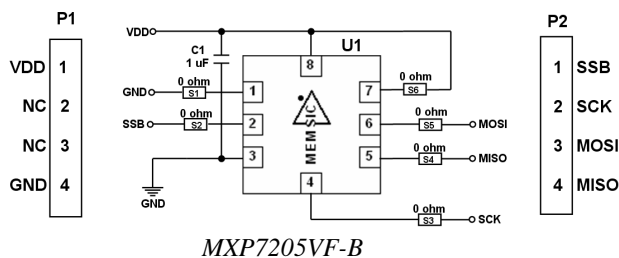 P1
VDD 1
NC 2
NC 3
GND 4
VDD
C1
1 uF
U1
8
0 ohm
GND S1 1
0 ohm
SSB S2 2
3
GND
MEMSIC
7 0 ohm
S6
6 0 ohm
S5 MOSI
5 0 ohm
S4 MISO
4
0 ohm
S3 SCK
P2
1 SSB
2 SCK
3 MOSI
4 MISO
MXP7205VF-B